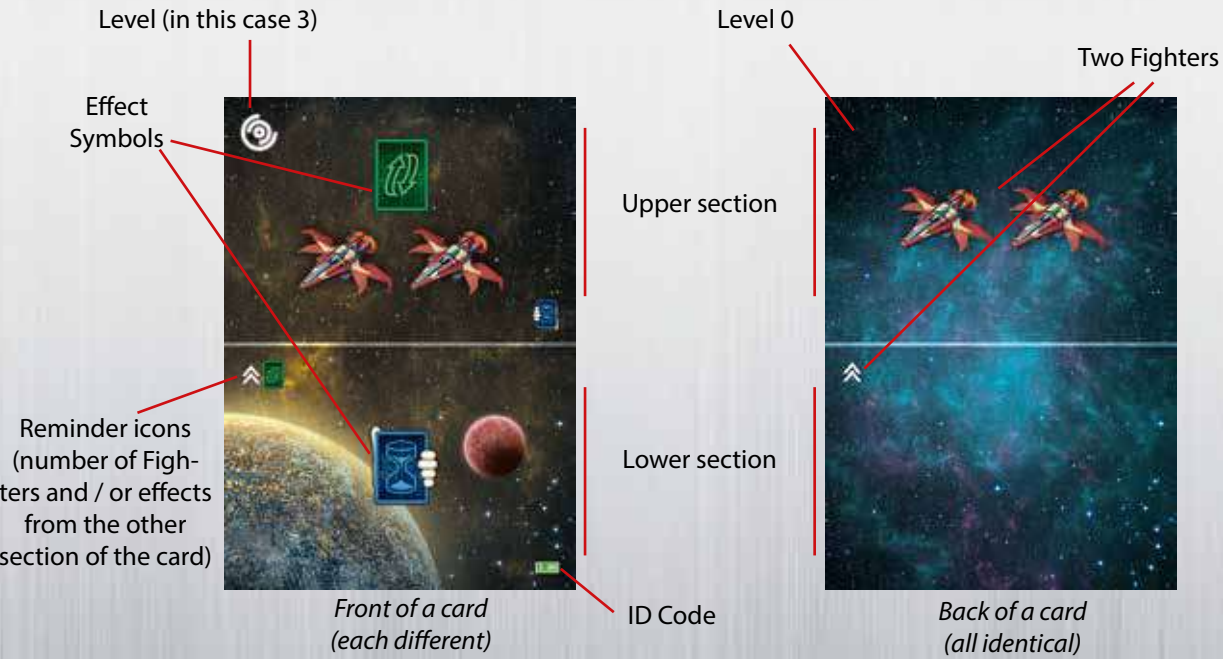 Level (in this case 3)
Level 0
Two Fighters
Effect
Symbols
Upper section
Reminder icons
(number of Figh-
ters and / or effects
from the other
section of the card)
Lower section
ID Code
Front of a card
(each different)
Back of a card
(all identical)